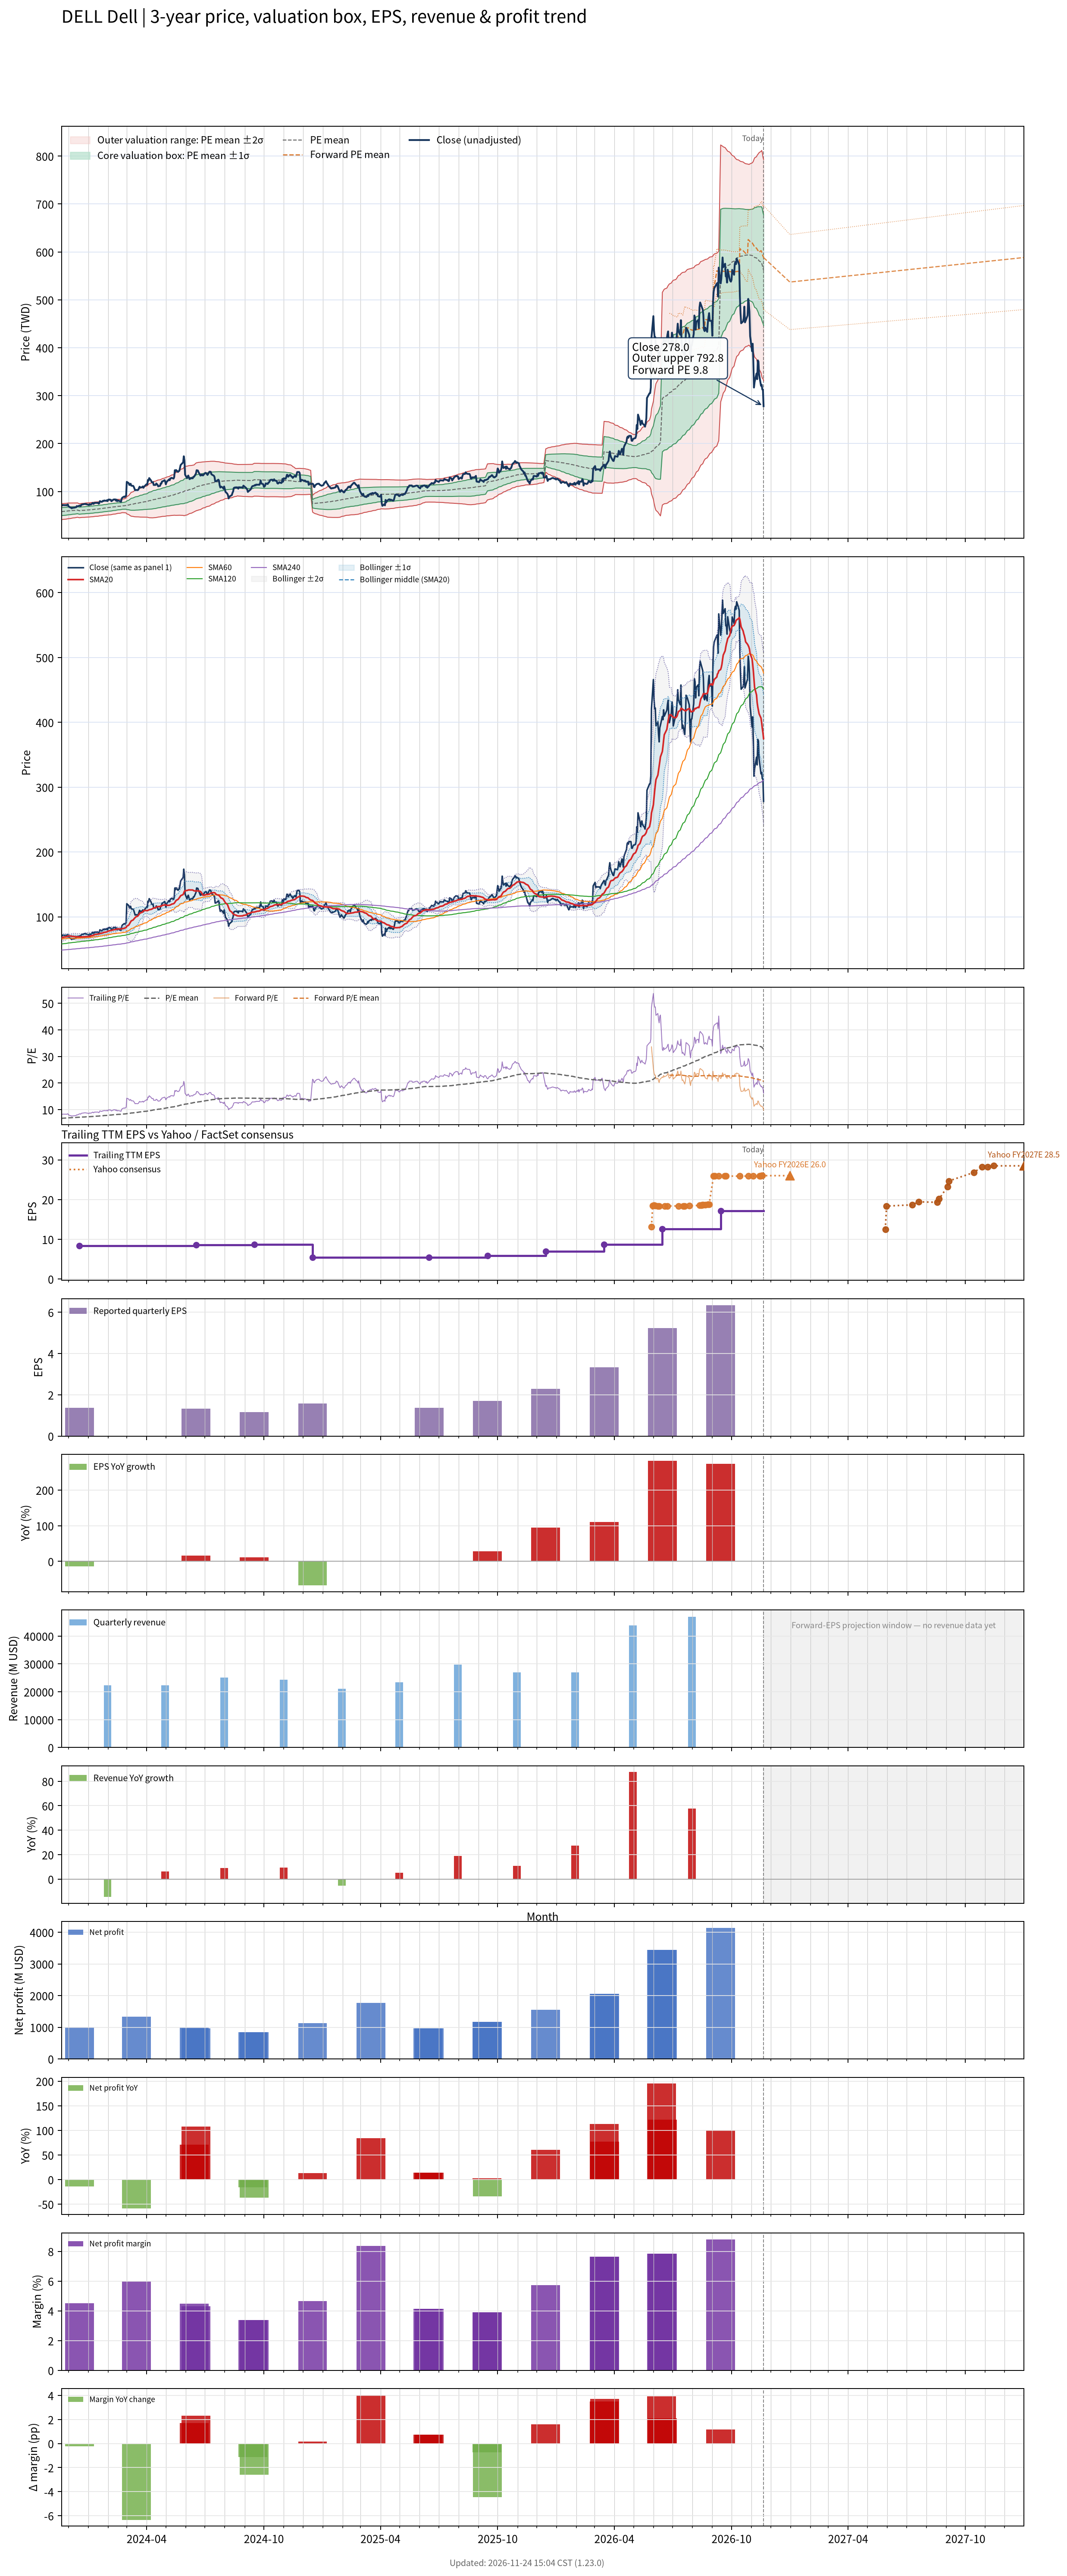 DELL Dell | 3-year price, valuation box, EPS, revenue & profit trend
Outer valuation range: PE mean ±2σ
Core valuation box: PE mean ±1σ
PE mean
Forward PE mean
Close (unadjusted)
Today
Price (TWD)
800
700
600
500
400
300
200
100
Close 278.0
Outer upper 792.8
Forward PE 9.8
Close (same as panel 1)
SMA20
SMA60
SMA120
SMA240
Bollinger ±2σ
Bollinger ±1σ
Bollinger middle (SMA20)
Price
600
500
400
300
200
100
Trailing P/E
P/E mean
Forward P/E
Forward P/E mean
P/E
50
40
30
20
10
Trailing TTM EPS vs Yahoo / FactSet consensus
Trailing TTM EPS
Yahoo consensus
Today
Yahoo FY2026E 26.0
Yahoo FY2027E 28.5
EPS
30
20
10
0
Reported quarterly EPS
EPS
6
4
2
0
EPS YoY growth
YoY (%)
200
100
0
Quarterly revenue
Forward-EPS projection window — no revenue data yet
Revenue (M USD)
40000
30000
20000
10000
0
Revenue YoY growth
YoY (%)
80
60
40
20
0
Month
Net profit
Net profit (M USD)
4000
3000
2000
1000
0
Net profit YoY
YoY (%)
200
150
100
50
0
-50
Net profit margin
Margin (%)
8
6
4
2
0
Margin YoY change
Δ margin (pp)
4
2
0
-2
-4
-6
2024-04
2024-10
2025-04
2025-10
2026-04
2026-10
2027-04
2027-10
Updated: 2026-11-24 15:04 CST (1.23.0)